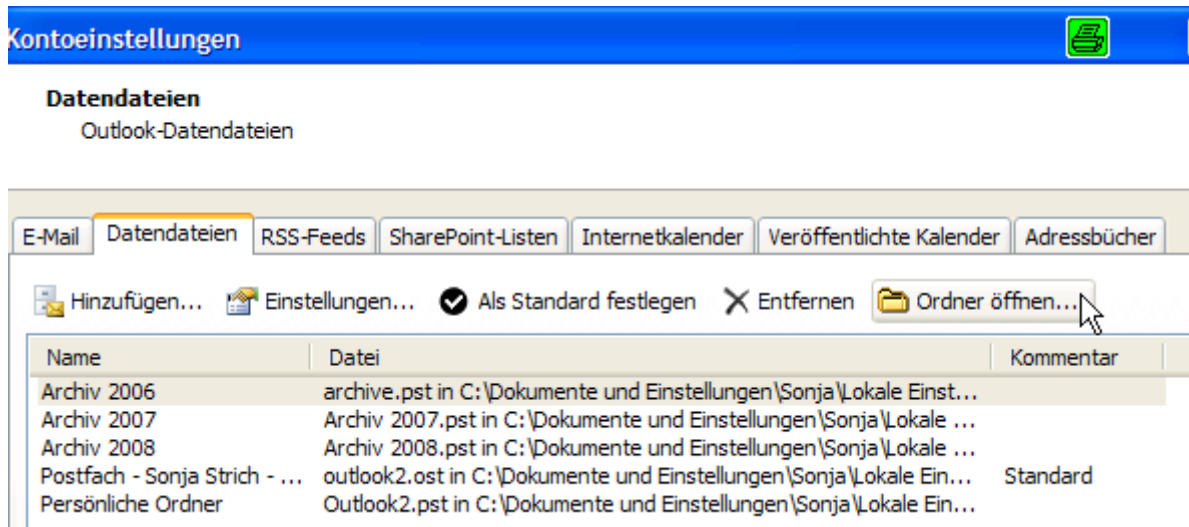 Kontoeinstellungen
Datendateien
Outlook-Datendateien
E-Mail Datendateien RSS-Feeds SharePoint-Listen Internetkalender Veröffentlichte Kalender Adressbücher
Hinzufügen... Einstellungen... Als Standard festlegen Entfernen Ordner öffnen...
Name Datei Kommentar
Archiv 2006 archive.pst in C:\Dokumente und Einstellungen\Sonja\Lokale Einst...
Archiv 2007 Archiv 2007.pst in C:\Dokumente und Einstellungen\Sonja\Lokale ...
Archiv 2008 Archiv 2008.pst in C:\Dokumente und Einstellungen\Sonja\Lokale ...
Postfach - Sonja Strich - ... outlook2.ost in C:\Dokumente und Einstellungen\Sonja\Lokale Ein... Standard
Persönliche Ordner Outlook2.pst in C:\Dokumente und Einstellungen\Sonja\Lokale Ein...